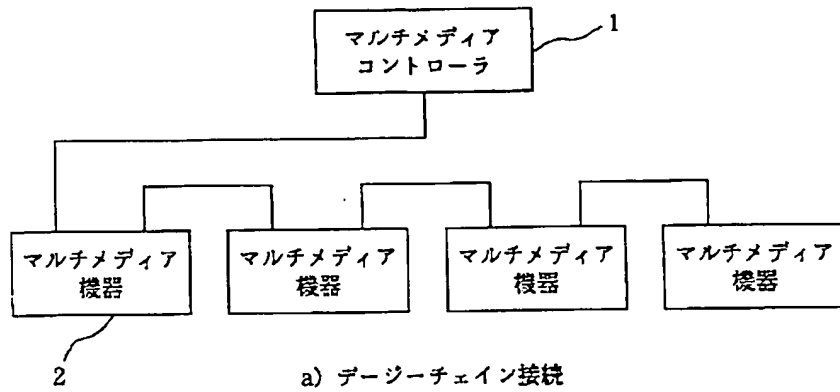 マルチメディア
コントローラ
1
マルチメディア
機器
マルチメディア
機器
マルチメディア
機器
マルチメディア
機器
2
a) デージーチェイン接続